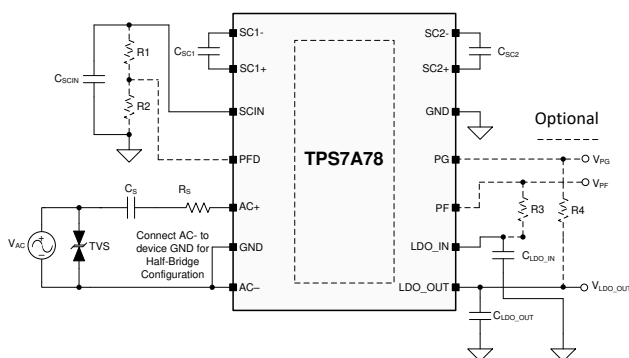 SC1-
SC1+
SCIN
PFD
AC+
GND
AC–
SC2-
SC2+
GND
PG
PF
LDO_IN
LDO_OUT
TPS7A78
CSCIN
R1
R2
CSC1
CSC2
Optional
VPG
VPF
R3
R4
CLDO_IN
VLDO_OUT
CLDO_OUT
CS
RS
VAC
TVS
Connect AC- to
device GND for
Half-Bridge
Configuration